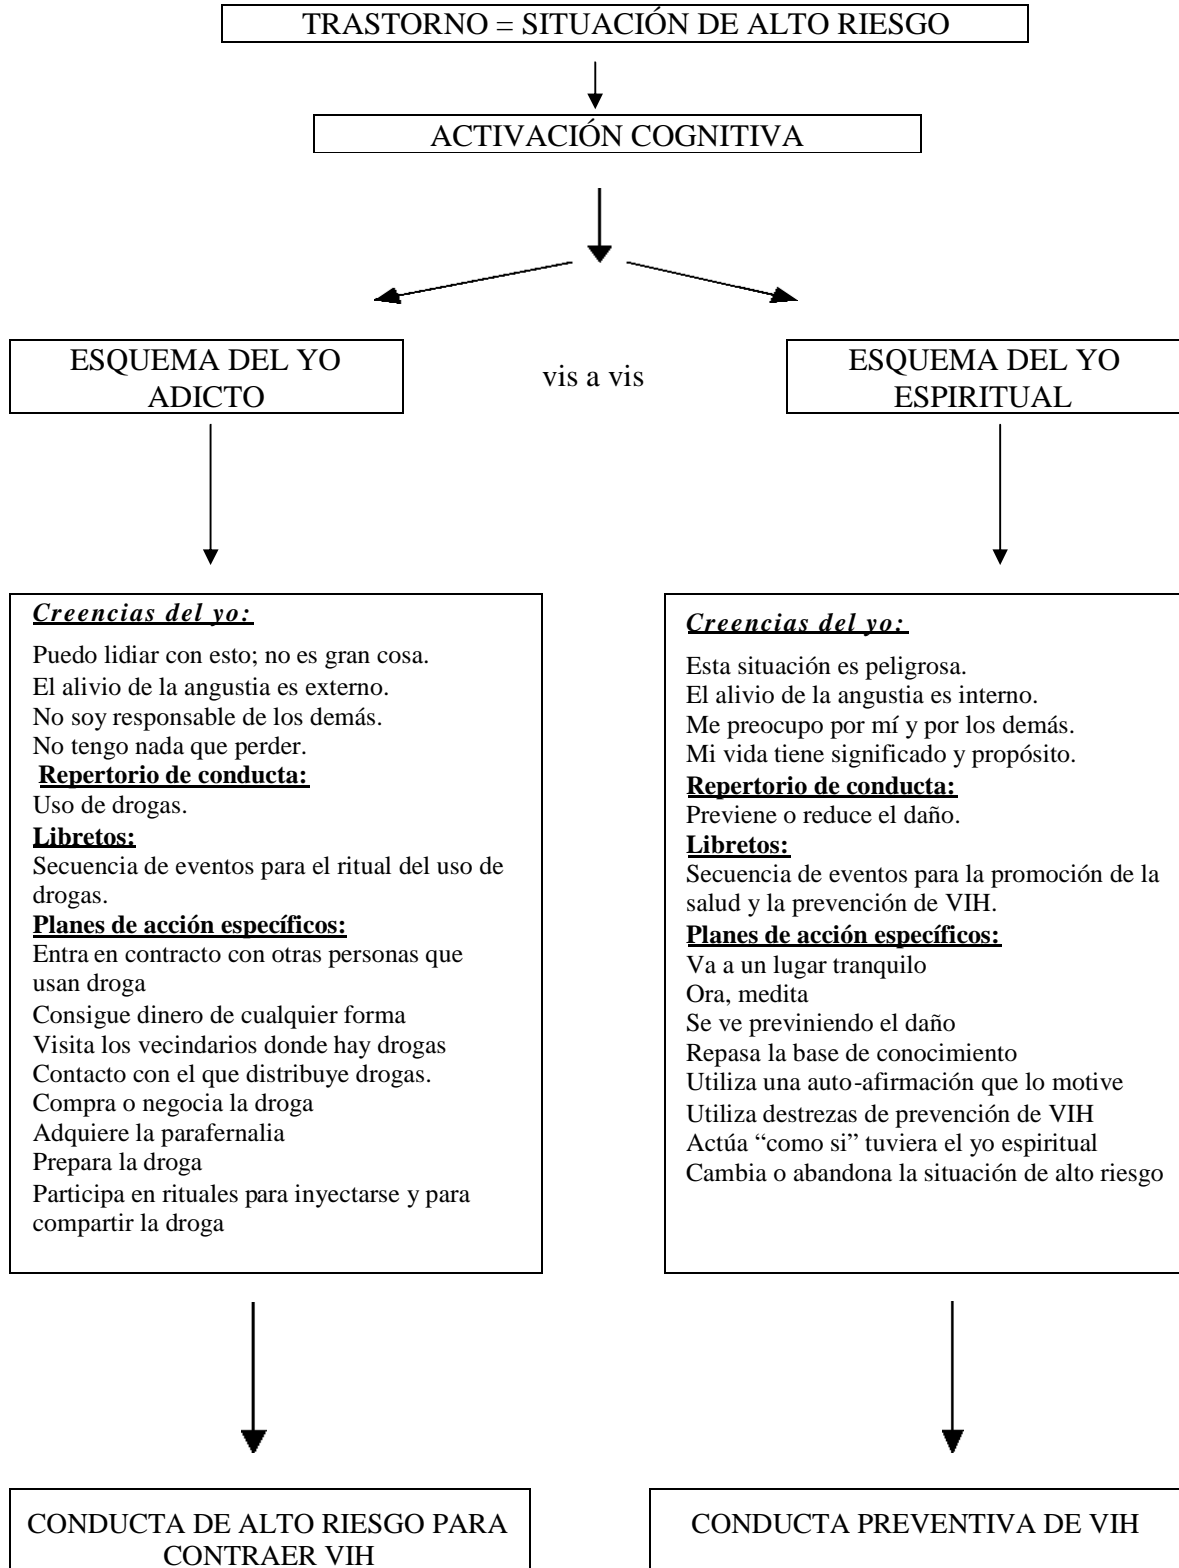 TRASTORNO = SITUACIÓN DE ALTO RIESGO
ACTIVACIÓN COGNITIVA
ESQUEMA DEL YO
ADICTO
vis a vis
ESQUEMA DEL YO
ESPIRITUAL
Creencias del yo:
Puedo lidiar con esto; no es gran cosa.
El alivio de la angustia es externo.
No soy responsable de los demás.
No tengo nada que perder.
Repertorio de conducta:
Uso de drogas.
Libretos:
Secuencia de eventos para el ritual del uso de
drogas.
Planes de acción específicos:
Entra en contracto con otras personas que
usan droga
Consigue dinero de cualquier forma
Visita los vecindarios donde hay drogas
Contacto con el que distribuye drogas.
Compra o negocia la droga
Adquiere la parafernalia
Prepara la droga
Participa en rituales para inyectarse y para
compartir la droga
Creencias del yo:
Esta situación es peligrosa.
El alivio de la angustia es interno.
Me preocupo por mí y por los demás.
Mi vida tiene significado y propósito.
Repertorio de conducta:
Previene o reduce el daño.
Libretos:
Secuencia de eventos para la promoción de la
salud y la prevención de VIH.
Planes de acción específicos:
Va a un lugar tranquilo
Ora, medita
Se ve previniendo el daño
Repasa la base de conocimiento
Utiliza una auto-afirmación que lo motive
Utiliza destrezas de prevención de VIH
Actúa “como si” tuviera el yo espiritual
Cambia o abandona la situación de alto riesgo
CONDUCTA DE ALTO RIESGO PARA
CONTRAER VIH
CONDUCTA PREVENTIVA DE VIH